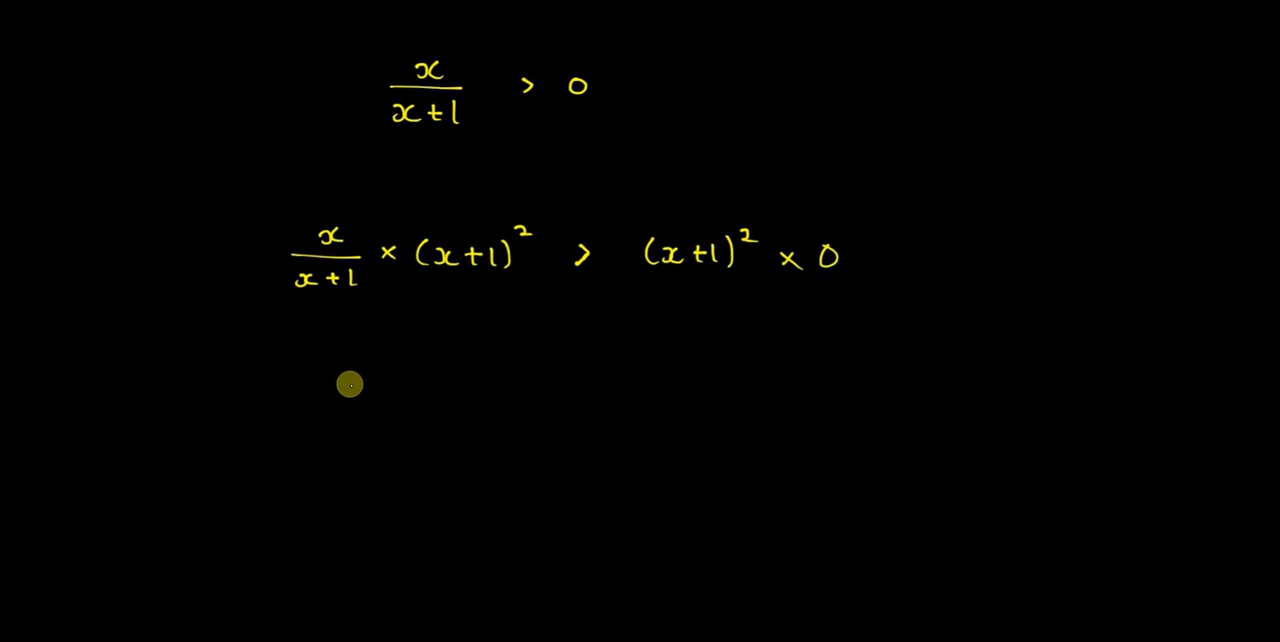 x/(x+1) > 0
x/(x+1) × (x+1)² > (x+1)² × 0